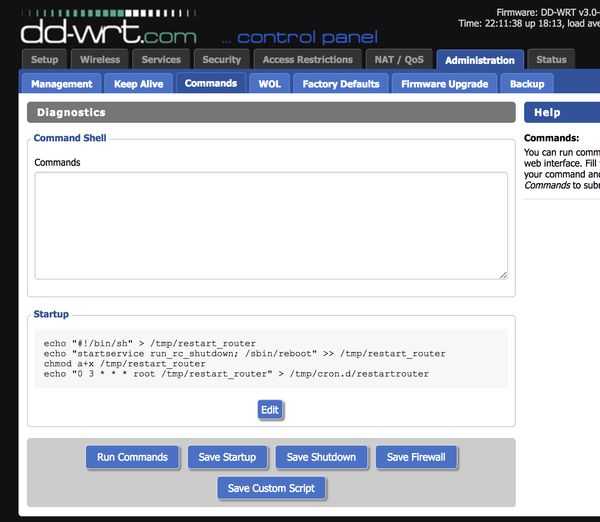 Firmware: DD-WRT v3.0-
Time: 22:11:38 up 18:13, load ave
dd-wrt.com ... control panel
Setup Wireless Services Security Access Restrictions NAT / QoS Administration Status
Management Keep Alive Commands WOL Factory Defaults Firmware Upgrade Backup
Diagnostics
Help
Command Shell
Commands
Commands:
You can run comm
web interface. Fill
your command and
Commands to subm
Startup
echo "#!/bin/sh" > /tmp/restart_router
echo "startservice run_rc_shutdown; /sbin/reboot" >> /tmp/restart_router
chmod a+x /tmp/restart_router
echo "0 3 * * * root /tmp/restart_router" > /tmp/cron.d/restartrouter
Edit
Run Commands Save Startup Save Shutdown Save Firewall
Save Custom Script